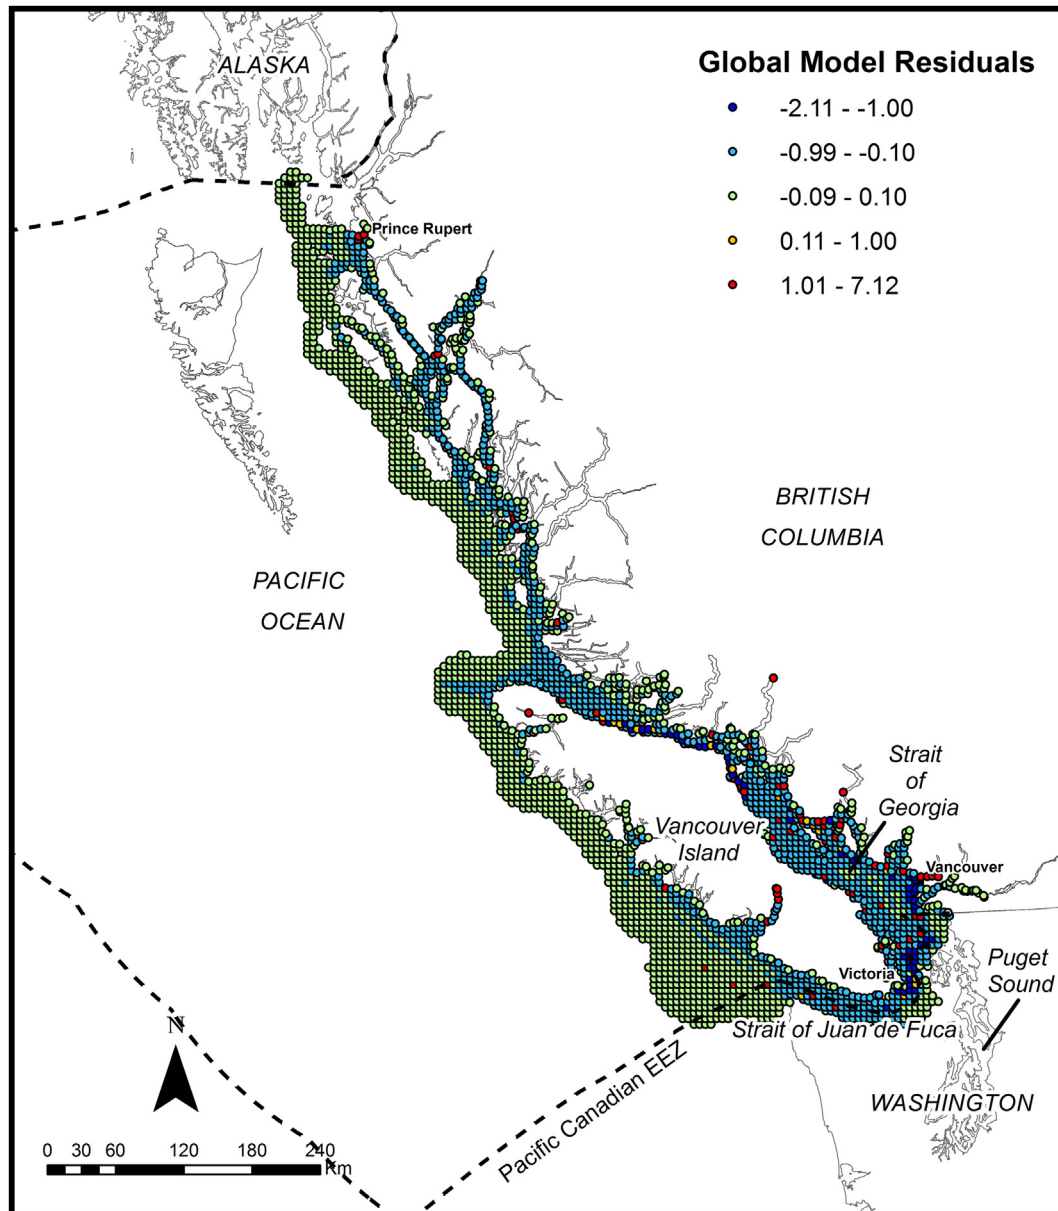 ALASKA
Global Model Residuals
-2.11 - -1.00
-0.99 - -0.10
-0.09 - 0.10
0.11 - 1.00
1.01 - 7.12
Prince Rupert
BRITISH
COLUMBIA
PACIFIC
OCEAN
Strait
of
Georgia
Vancouver
Island
Vancouver
Puget
Sound
Victoria
Strait of Juan de Fuca
N
Pacific Canadian EEZ
WASHINGTON
0 30 60 120 180 240
Km